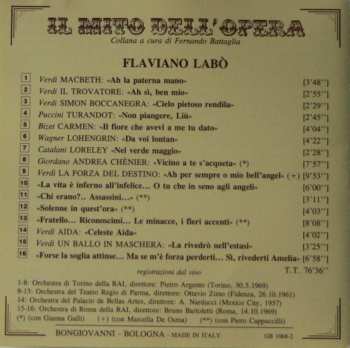 IL MITO DELL'OPERA
Collana a cura di Fernando Battaglia
FLAVIANO LABÒ
1 Verdi MACBETH: «Ah la paterna mano» [3'48'']
2 Verdi IL TROVATORE: «Ah sì, ben mio» [2'55'']
3 Verdi SIMON BOCCANEGRA: «Cielo pietoso rendila» [2'29'']
4 Puccini TURANDOT: «Non piangere, Liù» [2'45'']
5 Bizet CARMEN: «Il fiore che avevi a me tu dato» [4'04'']
6 Wagner LOHENGRIN: «Da voi lontan» [4'22'']
7 Catalani LORELEY: «Nel verde maggio» [2'28'']
8 Giordano ANDREA CHÉNIER: «Vicino a te s'acqueta» (*) [7'57'']
9 Verdi LA FORZA DEL DESTINO: «Ah per sempre o mio bell'angel» (+) [9'53'']
10 «La vita è inferno all'infelice... O tu che in seno agli angeli» [6'00'']
11 «Chi erano?.. Assassini...» (**) [3'11'']
12 «Solenne in quest'ora» (**) [4'03'']
13 «Fratello... Riconoscimi... Le minacce, i fieri accenti» (**) [8'08'']
14 Verdi AIDA: «Celeste Aida» [4'02'']
15 Verdi UN BALLO IN MASCHERA: «La rivedrò nell'estasi» [3'25'']
16 «Forse la soglia attinse... Ma se m'è forza perderti... Sì, rivederti Amelia» [6'58'']
T.T. 76'36''
registrazioni dal vivo
1-8: Orchestra di Torino della RAI, direttore: Pietro Argento (Torino, 30.5.1969)
9-13: Orchestra del Teatro Regio di Parma, direttore: Ottavio Ziino (Fidenza, 26.10.1961)
14: Orchestra del Palacio de Bellas Artes, direttore: A. Narducci (Mexico City, 1957)
15-16: Orchestra di Roma della RAI, direttore: Bruno Bartoletti (Roma, 14.10.1969)
(*) (con Gianna Galli) (+) (con Marcella De Osma) (**) (con Piero Cappuccilli)
BONGIOVANNI - BOLOGNA - MADE IN ITALY GB 1068-2